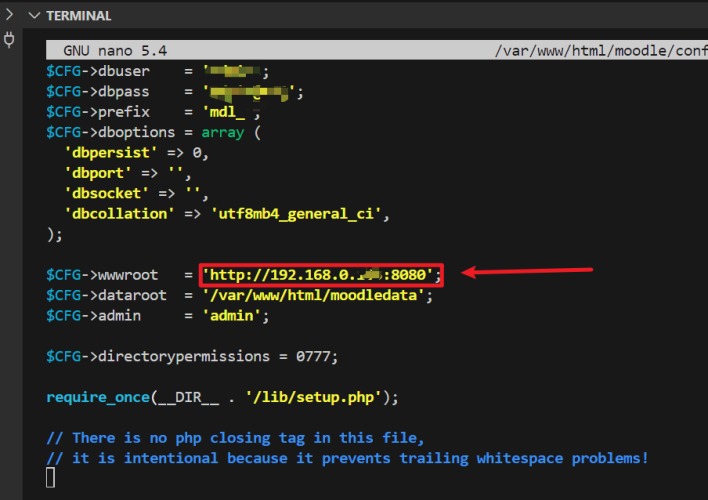 TERMINAL
GNU nano 5.4 /var/www/html/moodle/conf
$CFG->dbuser = ' ';
$CFG->dbpass = ' ';
$CFG->prefix = 'mdl_ ;
$CFG->dboptions = array (
'dbpersist' => 0,
'dbport' => '',
'dbsocket' => '',
'dbcollation' => 'utf8mb4_general_ci',
);
$CFG->wwwroot = 'http://192.168.0. :8080';
$CFG->dataroot = '/var/www/html/moodledata';
$CFG->admin = 'admin';
$CFG->directorypermissions = 0777;
require_once(__DIR__ . '/lib/setup.php');
// There is no php closing tag in this file,
// it is intentional because it prevents trailing whitespace problems!